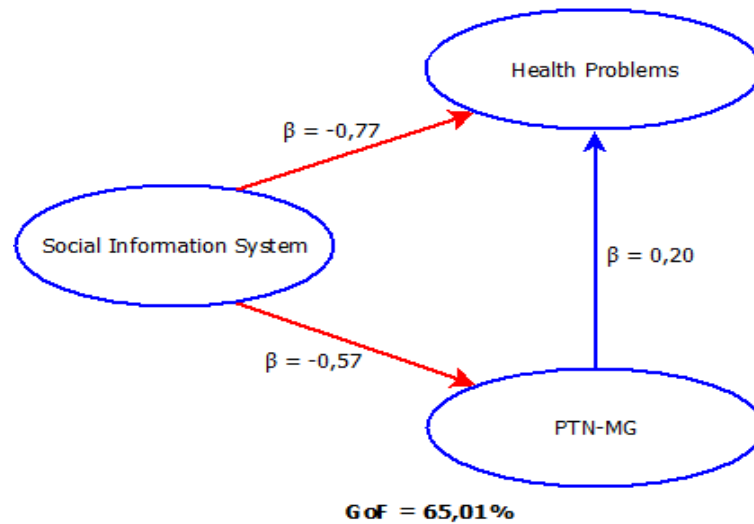 Health Problems
β = -0,77
Social Information System
β = 0,20
β = -0,57
PTN-MG
GoF = 65,01%